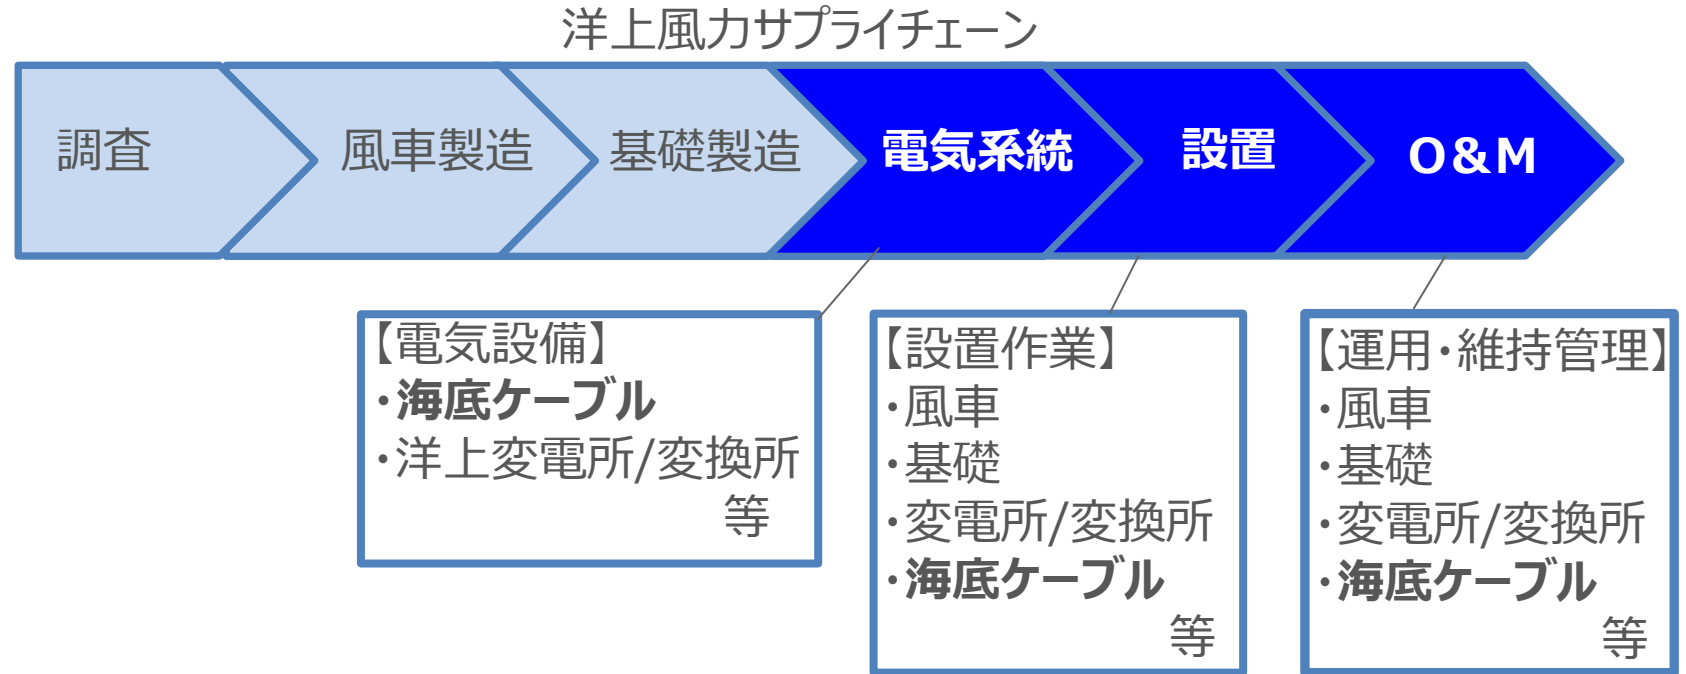 洋上風力サプライチェーン
調査
風車製造
基礎製造
電気系統
設置
O&M
【電気設備】
・海底ケーブル
・洋上変電所/変換所
等
【設置作業】
・風車
・基礎
・変電所/変換所
・海底ケーブル
等
【運用・維持管理】
・風車
・基礎
・変電所/変換所
・海底ケーブル
等